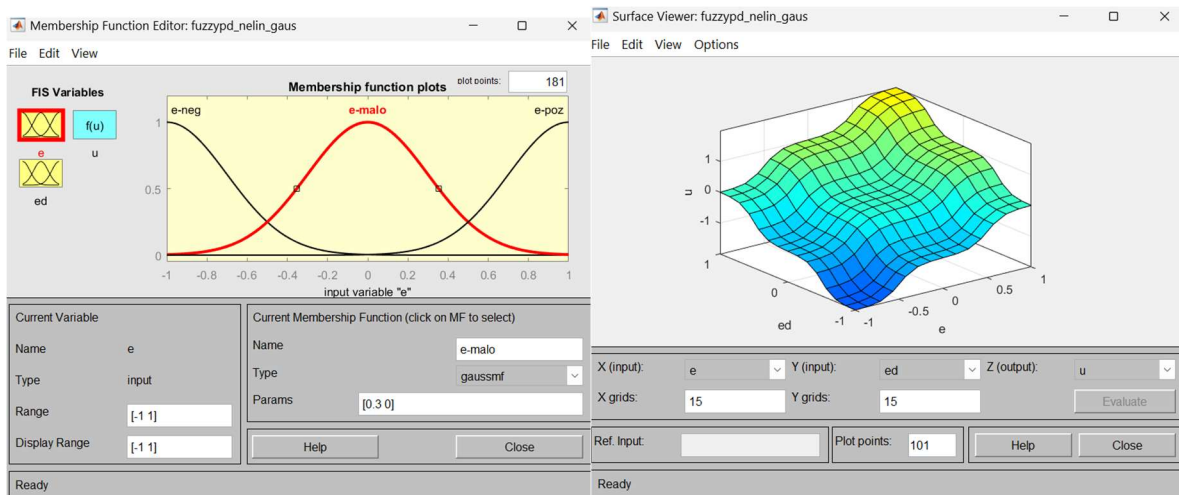 Membership Function Editor: fuzzypd_nelin_gaus
File Edit View
FIS Variables
e
f(u)
u
ed
Membership function plots
plot points:
181
e-neg
e-malo
e-poz
1
0.5
0
-1 -0.8 -0.6 -0.4 -0.2 0 0.2 0.4 0.6 0.8 1
input variable "e"
Current Variable
Name e
Type input
Range [-1 1]
Display Range [-1 1]
Current Membership Function (click on MF to select)
Name e-malo
Type gaussmf
Params [0.3 0]
Help Close
Ready
Surface Viewer: fuzzypd_nelin_gaus
File Edit View Options
1
0
-1
u
1
0
-1
ed
-1
-0.5
0
0.5
1
e
X (input): e Y (input): ed Z (output): u
X grids: 15 Y grids: 15 Evaluate
Ref. Input: Plot points: 101 Help Close
Ready